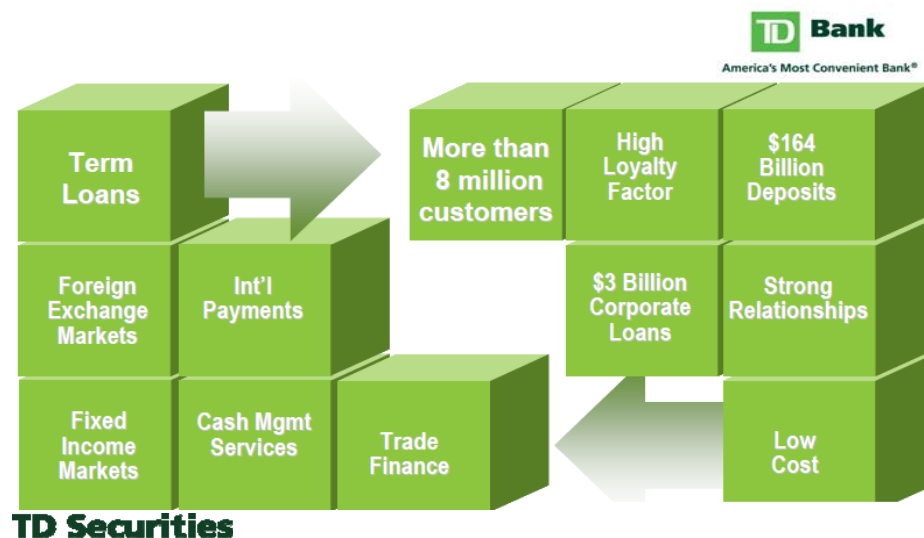 TD Bank
America's Most Convenient Bank®
Term
Loans
More than
8 million
customers
High
Loyalty
Factor
$164
Billion
Deposits
Foreign
Exchange
Markets
Int'l
Payments
$3 Billion
Corporate
Loans
Strong
Relationships
Fixed
Income
Markets
Cash Mgmt
Services
Trade
Finance
Low
Cost
TD Securities